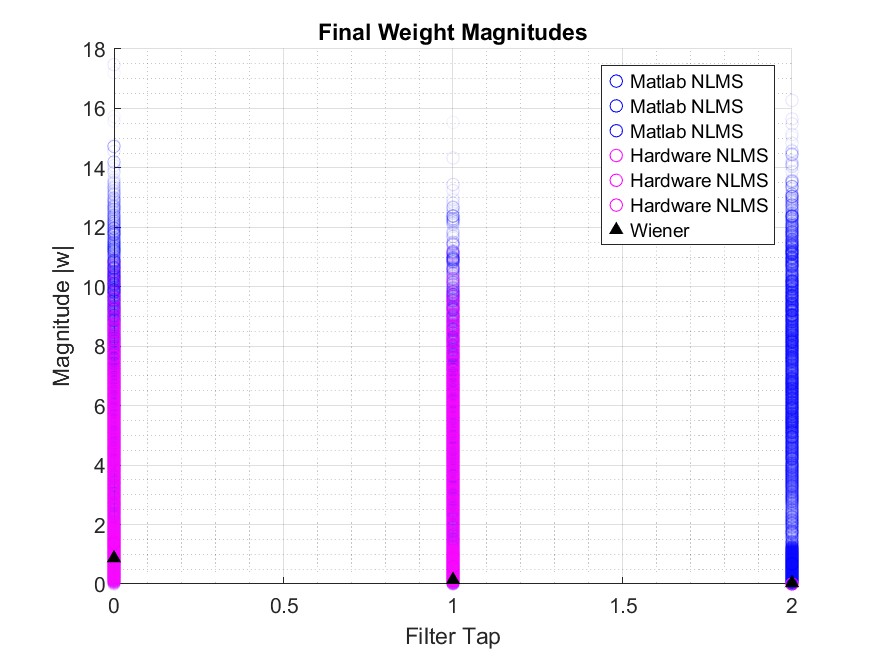 Final Weight Magnitudes
18
16
14
12
10
8
6
4
2
0
Magnitude |w|
Matlab NLMS
Matlab NLMS
Matlab NLMS
Hardware NLMS
Hardware NLMS
Hardware NLMS
Wiener
0 0.5 1 1.5 2
Filter Tap